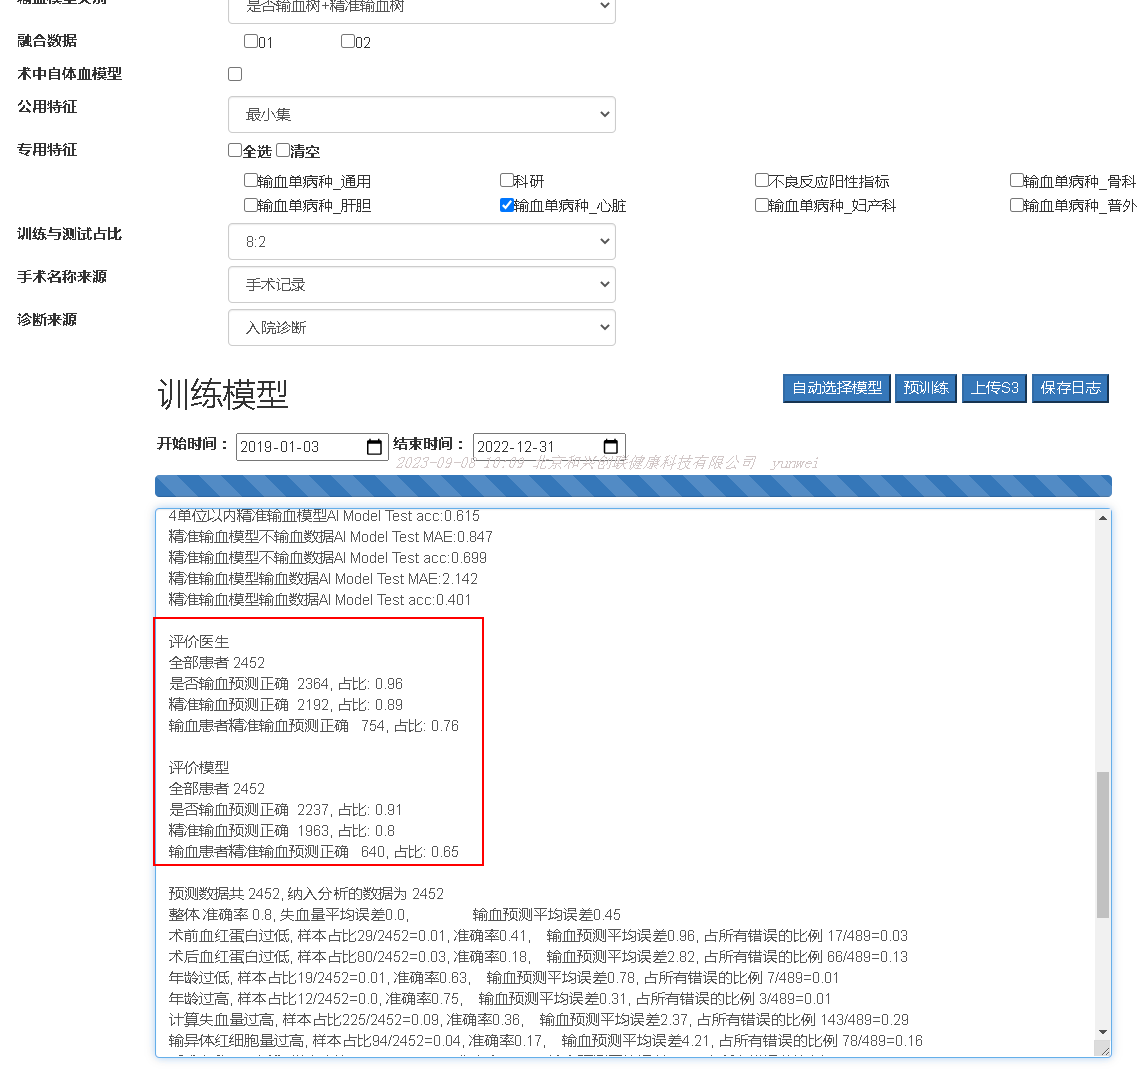 是否输血树+精准输血树
融合数据 01 02
术中自体血模型
公用特征 最小集
专用特征 全选 清空
输血单病种_通用 科研 不良反应阳性指标 输血单病种_骨科
输血单病种_肝胆 输血单病种_心脏 输血单病种_妇产科 输血单病种_普外
训练与测试占比 8:2
手术名称来源 手术记录
诊断来源 入院诊断
训练模型 自动选择模型 预训练 上传S3 保存日志
开始时间： 2019-01-03 结束时间： 2022-12-31
2023-09-08 10:09 北京和兴创联健康科技有限公司 yunwei
4单位以内精准输血模型AI Model Test acc:0.615
精准输血模型不输血数据AI Model Test MAE:0.847
精准输血模型不输血数据AI Model Test acc:0.699
精准输血模型输血数据AI Model Test MAE:2.142
精准输血模型输血数据AI Model Test acc:0.401
评价医生
全部患者 2452
是否输血预测正确 2364, 占比: 0.96
精准输血预测正确 2192, 占比: 0.89
输血患者精准输血预测正确 754, 占比: 0.76
评价模型
全部患者 2452
是否输血预测正确 2237, 占比: 0.91
精准输血预测正确 1963, 占比: 0.8
输血患者精准输血预测正确 640, 占比: 0.65
预测数据共 2452, 纳入分析的数据为 2452
整体 准确率 0.8, 失血量平均误差0.0, 输血预测平均误差0.45
术前血红蛋白过低, 样本占比29/2452=0.01, 准确率0.41, 输血预测平均误差0.96, 占所有错误的比例 17/489=0.03
术后血红蛋白过低, 样本占比80/2452=0.03, 准确率0.18, 输血预测平均误差2.82, 占所有错误的比例 66/489=0.13
年龄过低, 样本占比19/2452=0.01, 准确率0.63, 输血预测平均误差0.78, 占所有错误的比例 7/489=0.01
年龄过高, 样本占比12/2452=0.0, 准确率0.75, 输血预测平均误差0.31, 占所有错误的比例 3/489=0.01
计算失血量过高, 样本占比225/2452=0.09, 准确率0.36, 输血预测平均误差2.37, 占所有错误的比例 143/489=0.29
输异体红细胞量过高, 样本占比94/2452=0.04, 准确率0.17, 输血预测平均误差4.21, 占所有错误的比例 78/489=0.16